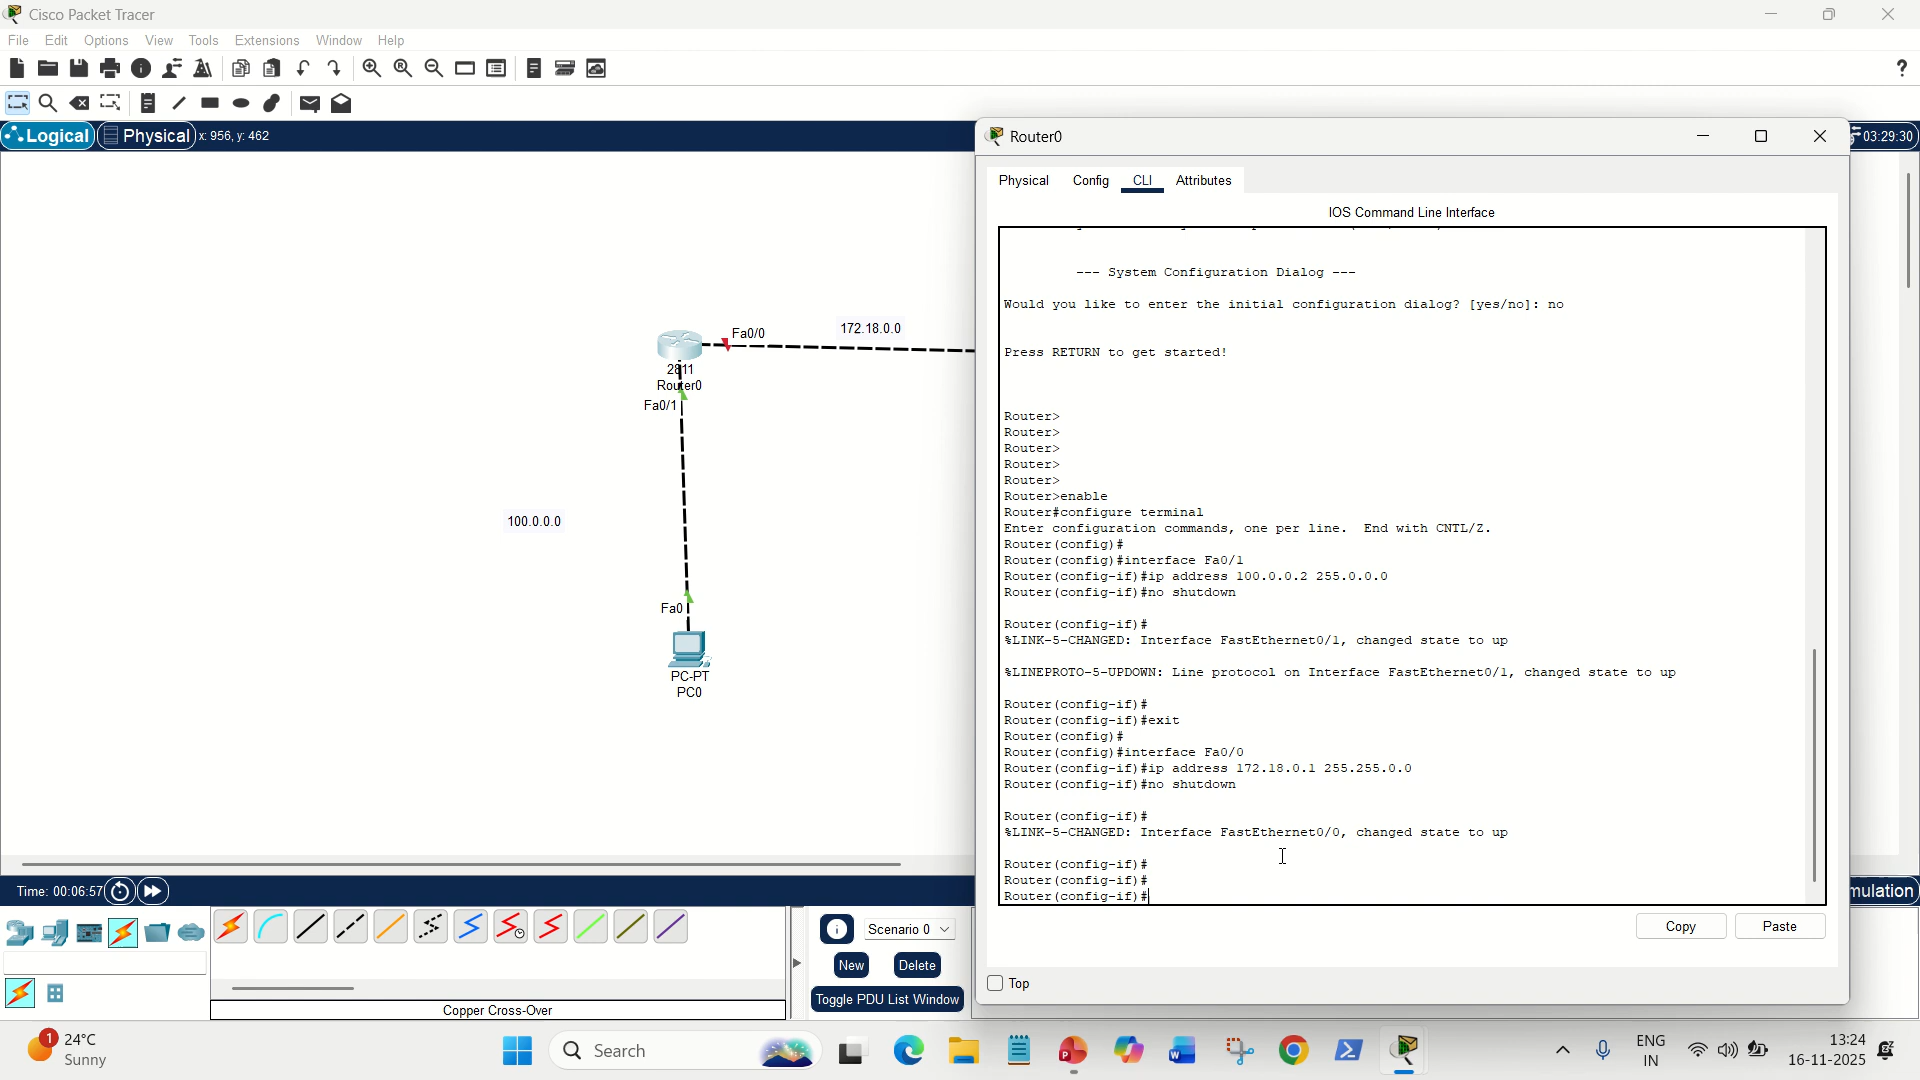 Cisco Packet Tracer
File Edit Options View Tools Extensions Window Help
?
Logical Physical x: 956, y: 462
03:29:30
Fa0/0
172.18.0.0
2811
Router0
Fa0/1
100.0.0.0
Fa0
PC-PT
PC0
Router0
Physical Config CLI Attributes
IOS Command Line Interface
--- System Configuration Dialog ---
Would you like to enter the initial configuration dialog? [yes/no]: no
Press RETURN to get started!
Router>
Router>
Router>
Router>
Router>
Router>enable
Router#configure terminal
Enter configuration commands, one per line.  End with CNTL/Z.
Router(config)#
Router(config)#interface Fa0/1
Router(config-if)#ip address 100.0.0.2 255.0.0.0
Router(config-if)#no shutdown
Router(config-if)#
%LINK-5-CHANGED: Interface FastEthernet0/1, changed state to up
%LINEPROTO-5-UPDOWN: Line protocol on Interface FastEthernet0/1, changed state to up
Router(config-if)#
Router(config-if)#exit
Router(config)#
Router(config)#interface Fa0/0
Router(config-if)#ip address 172.18.0.1 255.255.0.0
Router(config-if)#no shutdown
Router(config-if)#
%LINK-5-CHANGED: Interface FastEthernet0/0, changed state to up
Router(config-if)#
Router(config-if)#
Router(config-if)#
Copy Paste
Top
Time: 00:06:57
mulation
Scenario 0
New Delete
Toggle PDU List Window
Copper Cross-Over
1
24°C
Sunny
Search
ENG
IN
13:24
16-11-2025